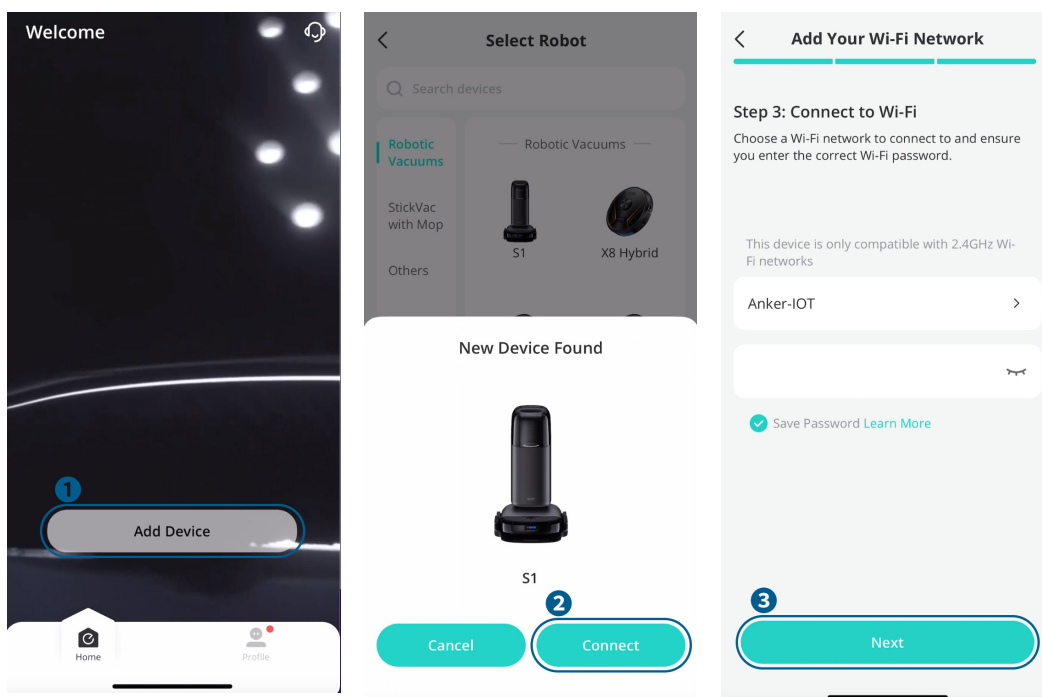 Welcome
1
Add Device
Home
Profile
Select Robot
Search devices
Robotic
Vacuums
StickVac
with Mop
Others
Robotic Vacuums
S1
X8 Hybrid
New Device Found
S1
2
Cancel
Connect
Add Your Wi-Fi Network
Step 3: Connect to Wi-Fi
Choose a Wi-Fi network to connect to and ensure
you enter the correct Wi-Fi password.
This device is only compatible with 2.4GHz Wi-
Fi networks
Anker-IOT
Save Password Learn More
3
Next